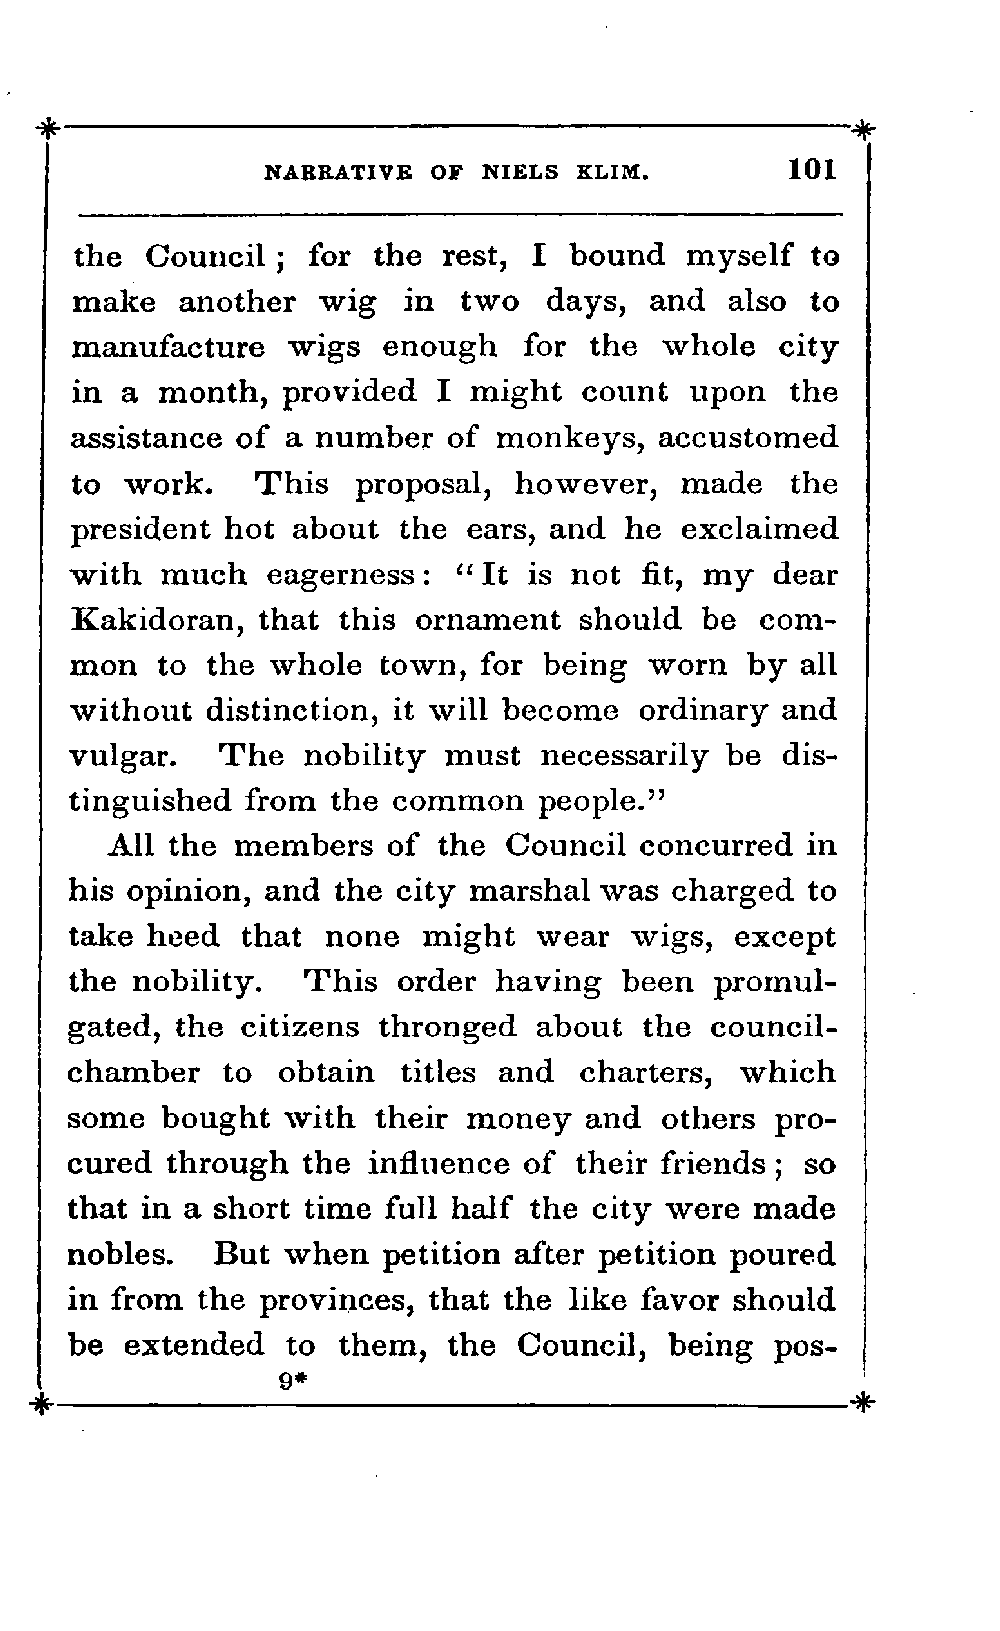 NARRATIVE OF NIELS KLIM. 101
the Council ; for the rest, I bound myself to
make another wig in two days, and also to
manufacture wigs enough for the whole city
in a month, provided I might count upon the
assistance of a number of monkeys, accustomed
to work. This proposal, however, made the
president hot about the ears, and he exclaimed
with much eagerness : “ It is not fit, my dear
Kakidoran, that this ornament should be com-
mon to the whole town, for being worn by all
without distinction, it will become ordinary and
vulgar. The nobility must necessarily be dis-
tinguished from the common people.”
All the members of the Council concurred in
his opinion, and the city marshal was charged to
take heed that none might wear wigs, except
the nobility. This order having been promul-
gated, the citizens thronged about the council-
chamber to obtain titles and charters, which
some bought with their money and others pro-
cured through the influence of their friends ; so
that in a short time full half the city were made
nobles. But when petition after petition poured
in from the provinces, that the like favor should
be extended to them, the Council, being pos-
9*